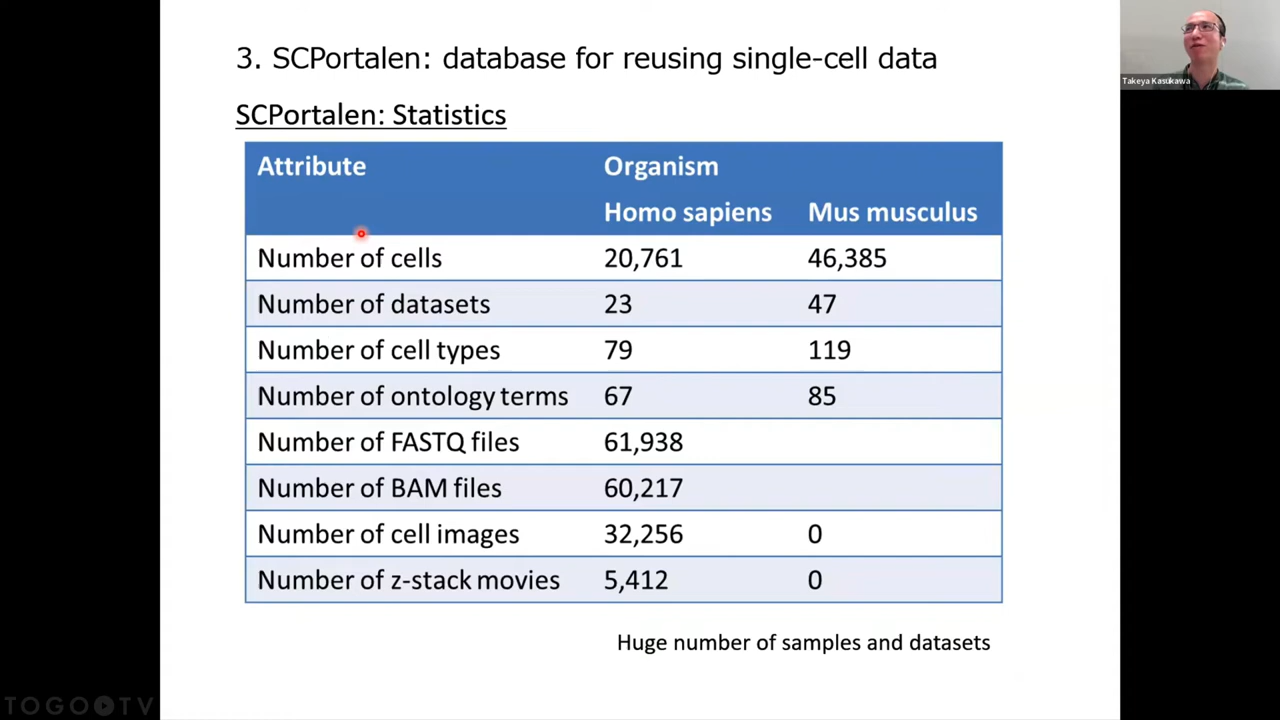 3. SCPortalen: database for reusing single-cell data
Takeya Kasukawa
SCPortalen: Statistics
Attribute Organism
Homo sapiens Mus musculus
Number of cells 20,761 46,385
Number of datasets 23 47
Number of cell types 79 119
Number of ontology terms 67 85
Number of FASTQ files 61,938
Number of BAM files 60,217
Number of cell images 32,256 0
Number of z-stack movies 5,412 0
Huge number of samples and datasets
TOGO TV